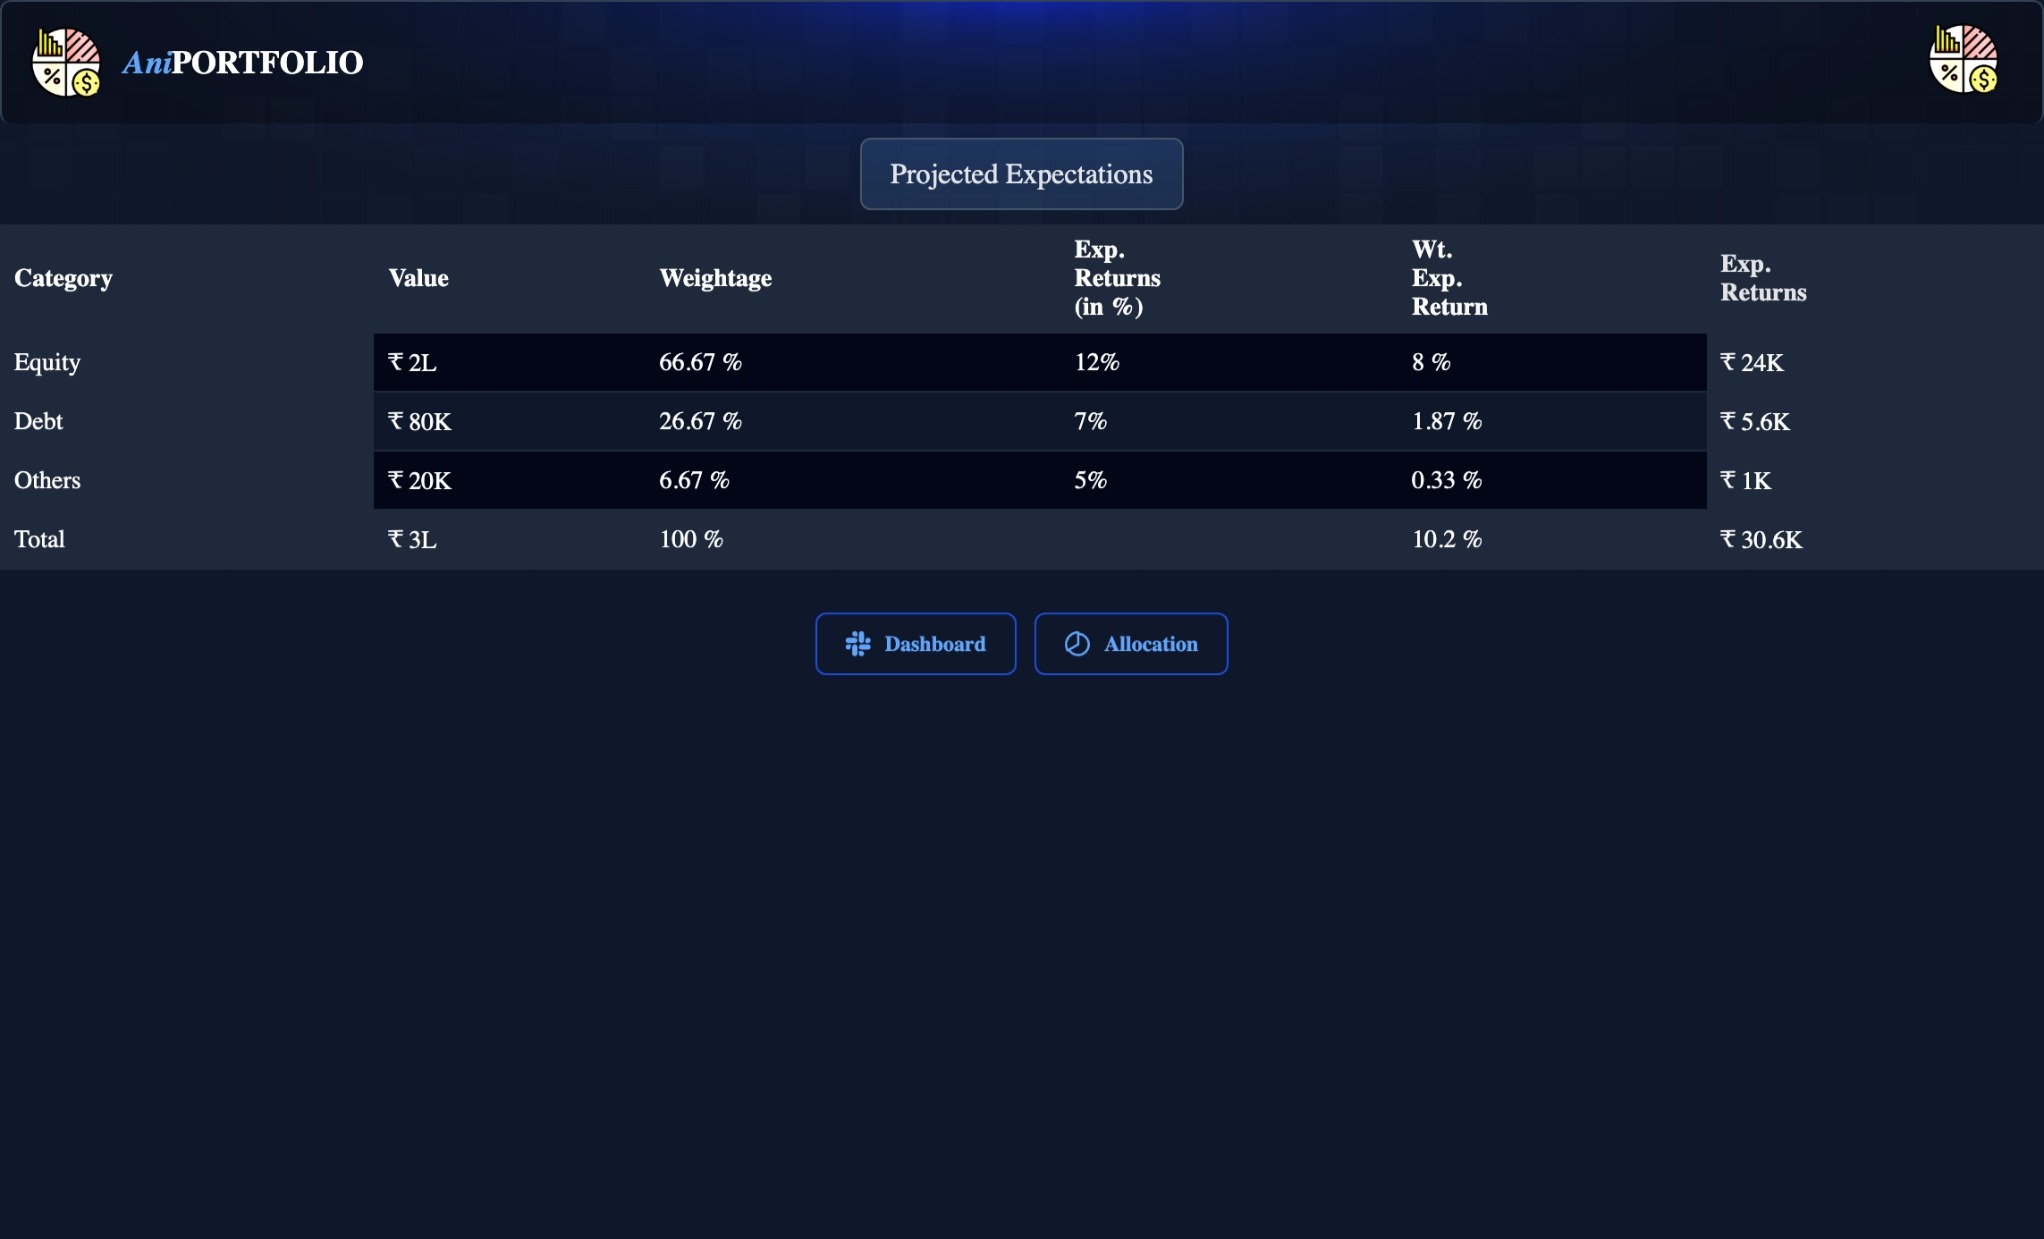 AniPORTFOLIO
Projected Expectations
Category Value Weightage Exp. Returns (in %) Wt. Exp. Return Exp. Returns
Equity ₹ 2L 66.67 % 12% 8 % ₹ 24K
Debt ₹ 80K 26.67 % 7% 1.87 % ₹ 5.6K
Others ₹ 20K 6.67 % 5% 0.33 % ₹ 1K
Total ₹ 3L 100 % 10.2 % ₹ 30.6K
Dashboard Allocation